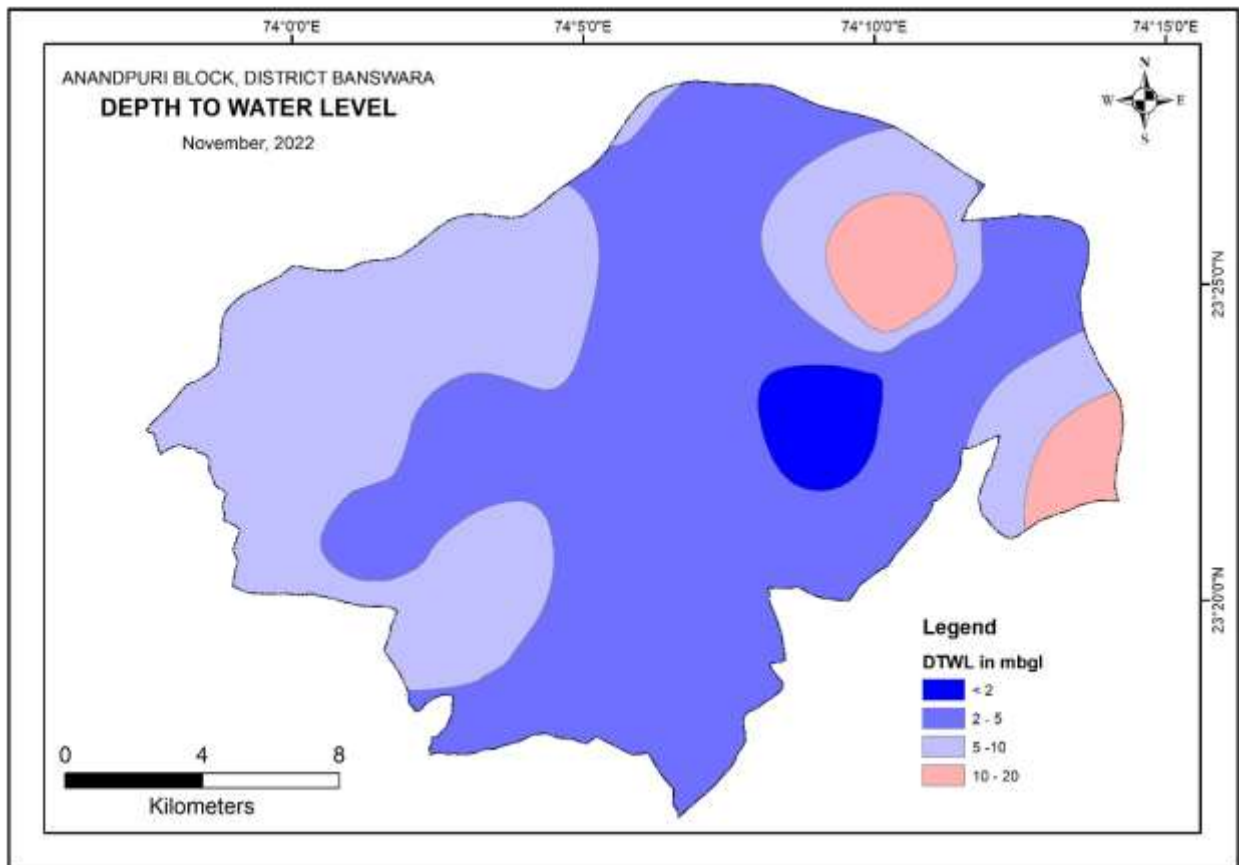 74°0'0"E
74°5'0"E
74°10'0"E
74°15'0"E
ANANDPURI BLOCK, DISTRICT BANSWARA
DEPTH TO WATER LEVEL
November, 2022
N
W E
S
23°25'0"N
23°20'0"N
Legend
DTWL in mbgl
< 2
2 - 5
5 -10
10 - 20
0 4 8
Kilometers